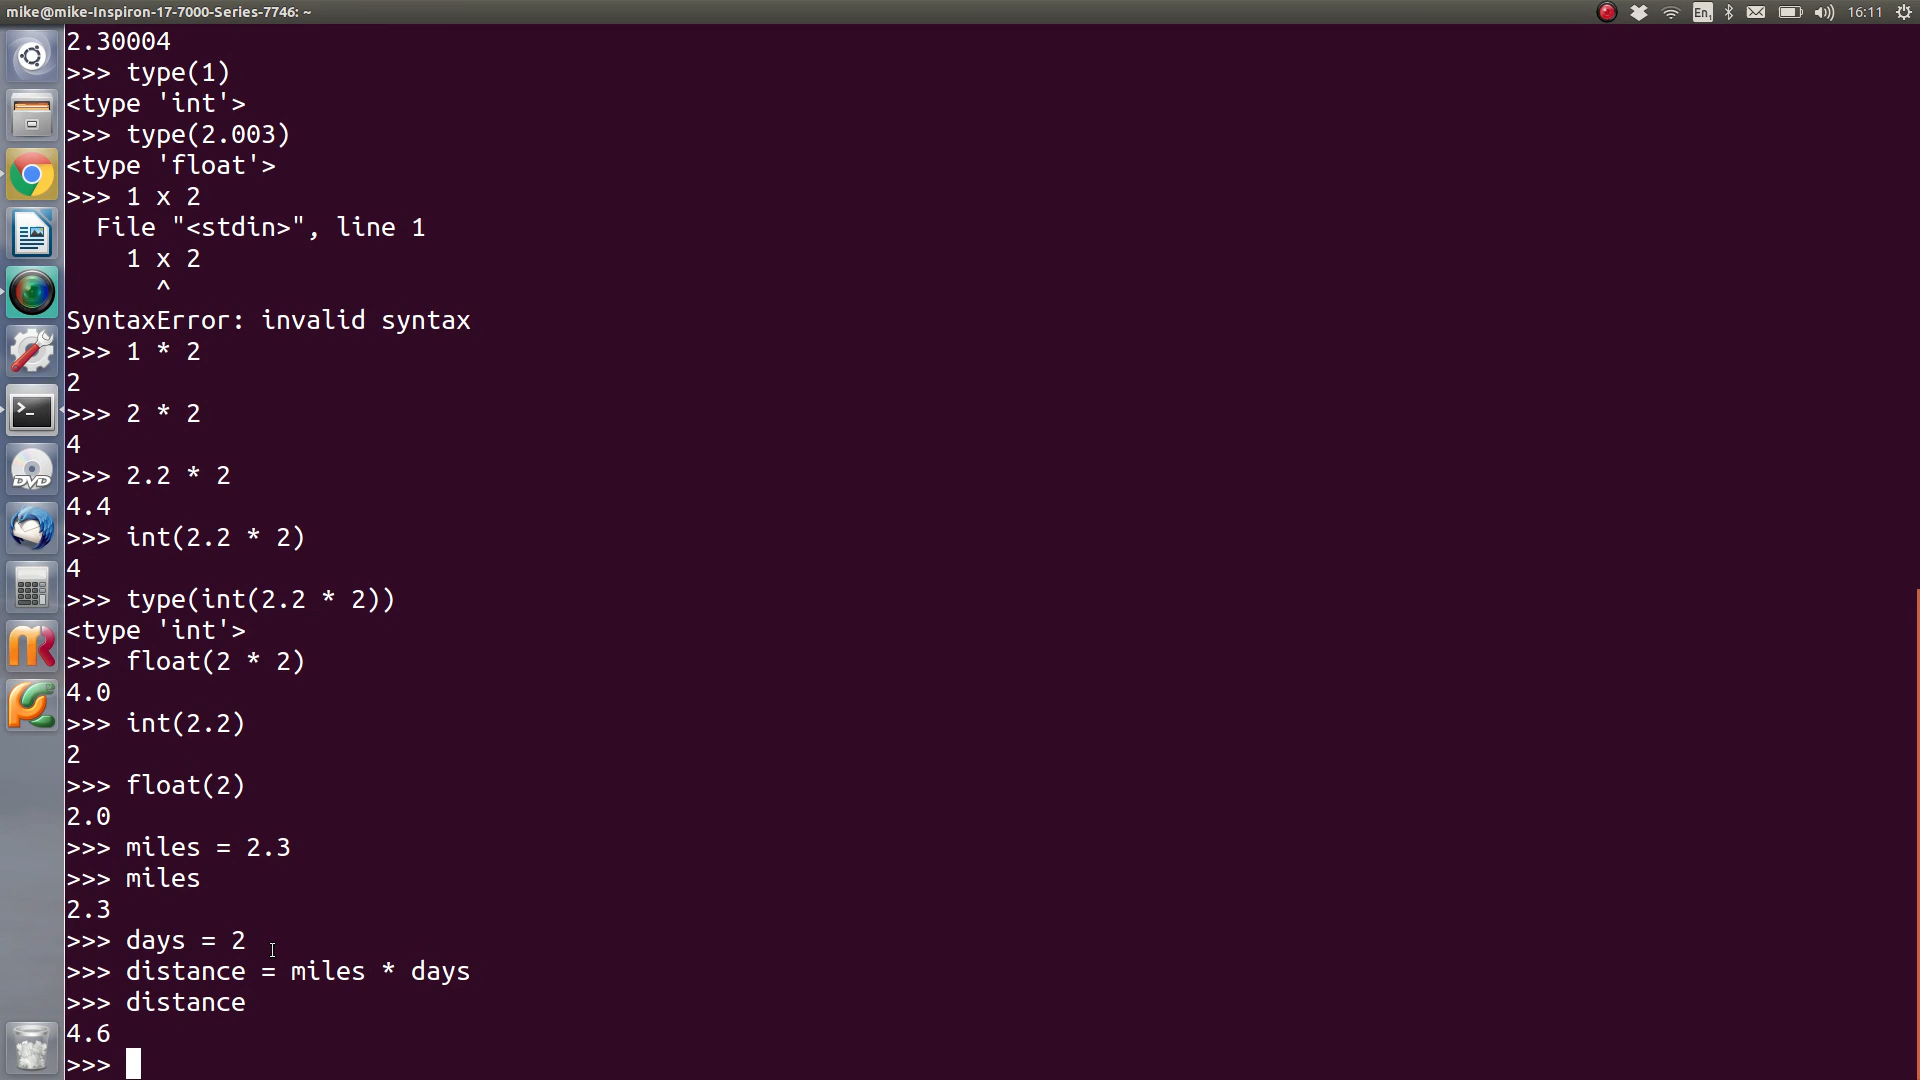 mike@mike-Inspiron-17-7000-Series-7746: ~
En1
16:11
2.30004
>>> type(1)
<type 'int'>
>>> type(2.003)
<type 'float'>
>>> 1 x 2
  File "<stdin>", line 1
    1 x 2
      ^
SyntaxError: invalid syntax
>>> 1 * 2
2
>>> 2 * 2
4
>>> 2.2 * 2
4.4
>>> int(2.2 * 2)
4
>>> type(int(2.2 * 2))
<type 'int'>
>>> float(2 * 2)
4.0
>>> int(2.2)
2
>>> float(2)
2.0
>>> miles = 2.3
>>> miles
2.3
>>> days = 2
>>> distance = miles * days
>>> distance
4.6
>>>
DVD